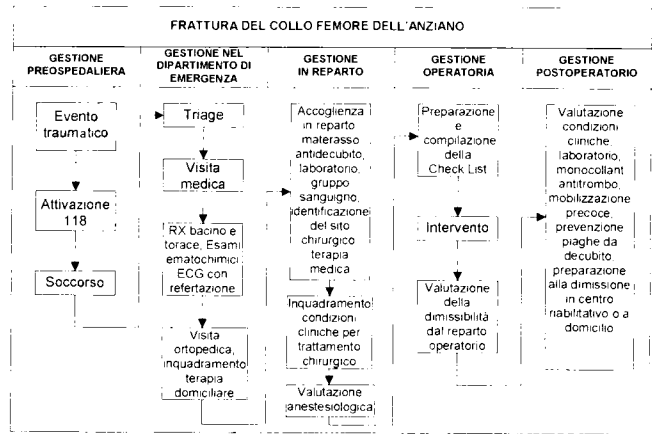 FRATTURA DEL COLLO FEMORE DELL'ANZIANO
GESTIONE
PREOSPEDALIERA
Evento
traumatico
Attivazione
118
Soccorso
GESTIONE NEL
DIPARTIMENTO DI
EMERGENZA
Triage
Visita
medica
RX bacino e
torace, Esami
ematochimici
ECG con
refertazione
Visita
ortopedica,
inquadramento
terapia
domiciliare
GESTIONE
IN REPARTO
Accoglienza
in reparto
materasso
antidecubito,
laboratorio,
gruppo
sanguigno,
identificazione
del sito
chirurgico
terapia
medica
Inquadramento
condizioni
cliniche per
trattamento
chirurgico
Valutazione
anestesiologica
GESTIONE
OPERATORIA
Preparazione
e
compilazione
della
Check List
Intervento
Valutazione
della
dimissibilità
dal reparto
operatorio
GESTIONE
POSTOPERATORIO
Valutazione
condizioni
cliniche,
laboratorio,
monocollant
antitrombo,
mobilizzazione
precoce,
prevenzione
piaghe da
decubito,
preparazione
alla dimissione
in centro
riabilitativo o a
domicilio